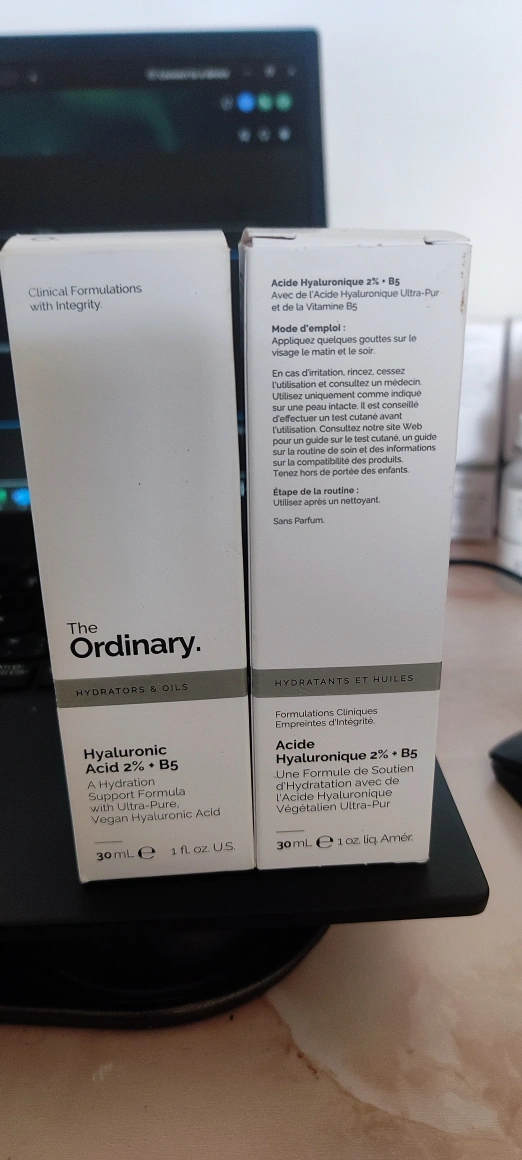 Clinical Formulations
with Integrity.
The
Ordinary.
HYDRATORS & OILS
Hyaluronic
Acid 2% + B5
A Hydration
Support Formula
with Ultra-Pure,
Vegan Hyaluronic Acid
30 mL ℮ 1 fl. oz. U.S.
Acide Hyaluronique 2% + B5
Avec de l'Acide Hyaluronique Ultra-Pur
et de la Vitamine B5
Mode d'emploi :
Appliquez quelques gouttes sur le
visage le matin et le soir.
En cas d'irritation, rincez, cessez
l'utilisation et consultez un médecin.
Utilisez uniquement comme indiqué
sur une peau intacte. Il est conseillé
d'effectuer un test cutané avant
l'utilisation. Consultez notre site Web
pour un guide sur le test cutané, un guide
sur la routine de soin et des informations
sur la compatibilité des produits.
Tenez hors de portée des enfants.
Étape de la routine :
Utilisez après un nettoyant.
Sans Parfum.
HYDRATANTS ET HUILES
Formulations Cliniques
Empreintes d'Intégrité.
Acide
Hyaluronique 2% + B5
Une Formule de Soutien
d'Hydratation avec de
l'Acide Hyaluronique
Végétalien Ultra-Pur
30 mL ℮ 1 oz. liq. Amér.